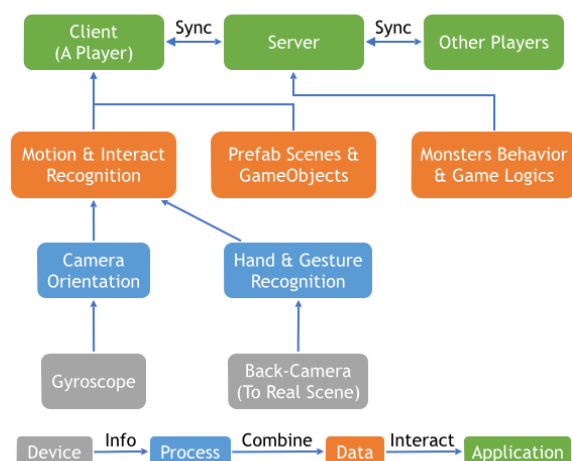 Client
(A Player)
Sync
Server
Sync
Other Players
Motion & Interact
Recognition
Prefab Scenes &
GameObjects
Monsters Behavior
& Game Logics
Camera
Orientation
Hand & Gesture
Recognition
Gyroscope
Back-Camera
(To Real Scene)
Device
Info
Process
Combine
Data
Interact
Application